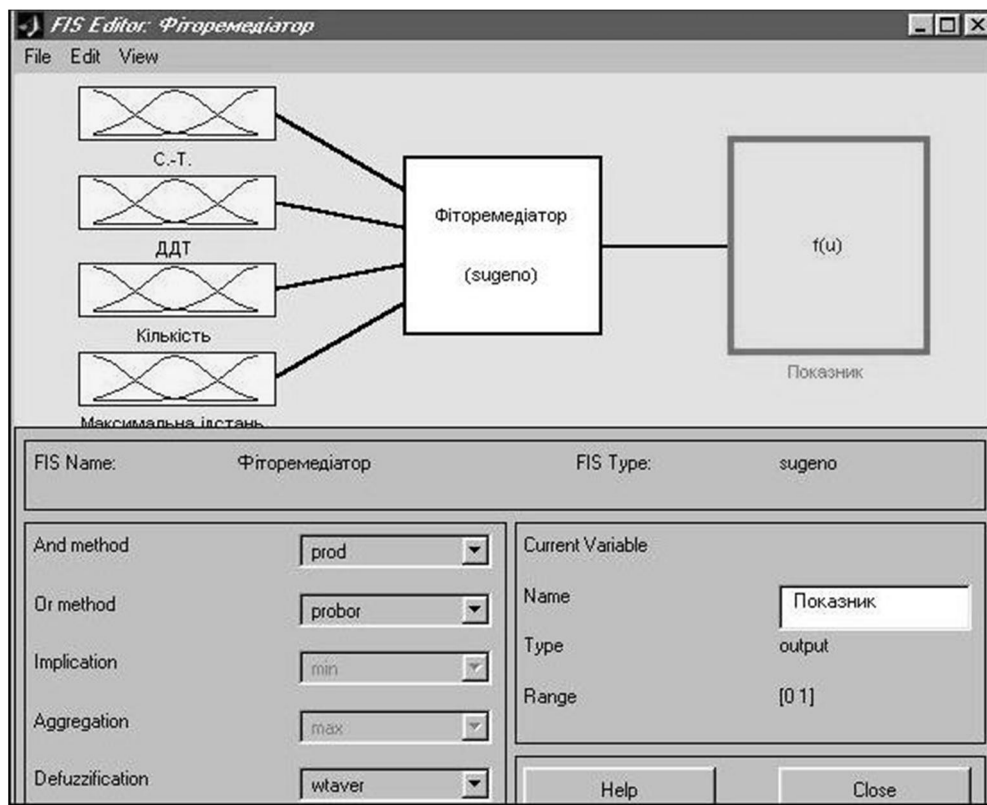 FIS Editor: Фіторемедіатор
File Edit View
С.-Т.
ДДТ
Кількість
Максимальна ідстань
Фіторемедіатор
(sugeno)
f(u)
Показник
FIS Name: Фіторемедіатор FIS Type: sugeno
And method prod
Or method probor
Implication min
Aggregation max
Defuzzification wtaver
Current Variable
Name Показник
Type output
Range [0 1]
Help Close